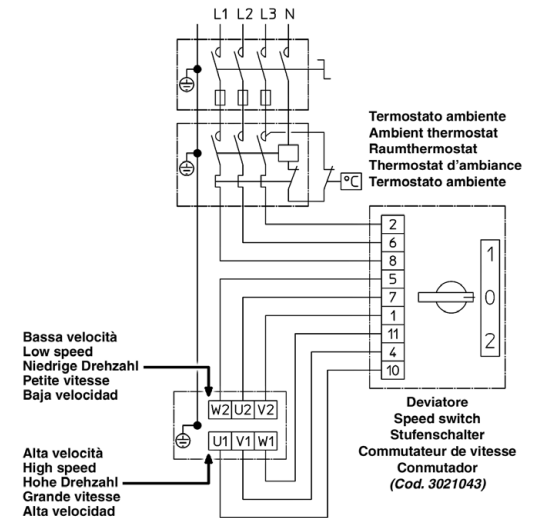 L1 L2 L3 N
Termostato ambiente
Ambient thermostat
Raumthermostat
Thermostat d'ambiance
Termostato ambiente
°C
2
6
8
5
7
1
11
4
10
1
0
2
Bassa velocità
Low speed
Niedrige Drehzahl
Petite vitesse
Baja velocidad
W2 U2 V2
U1 V1 W1
Alta velocità
High speed
Hohe Drehzahl
Grande vitesse
Alta velocidad
Deviatore
Speed switch
Stufenschalter
Commutateur de vitesse
Conmutador
(Cod. 3021043)